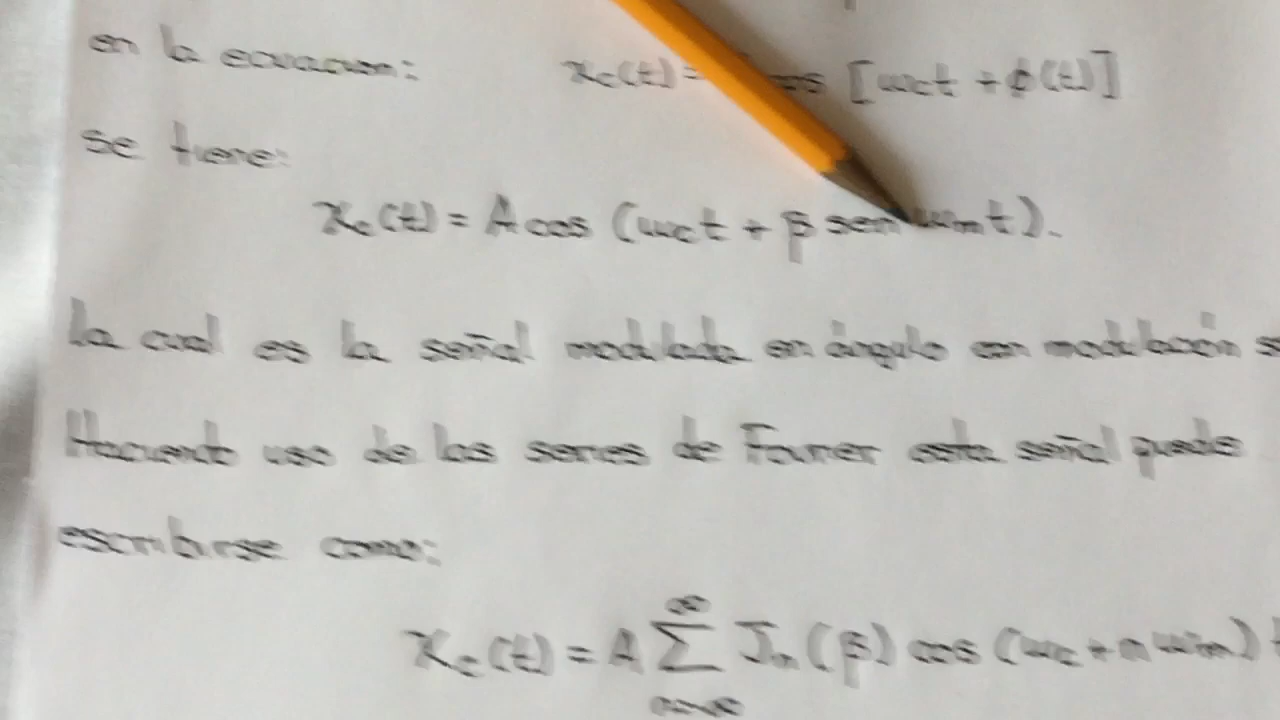 en la ecuación: xc(t)= cos [ωct + φ(t)]
se tiene:
xc(t) = A cos (ωct + β sen ωmt).
la cual es la señal modulada en ángulo con modulación
Haciendo uso de las series de Fourier esta señal puede
escribirse como:
xc(t) = A ∑ Jn(β) cos (ωc + n ωm)